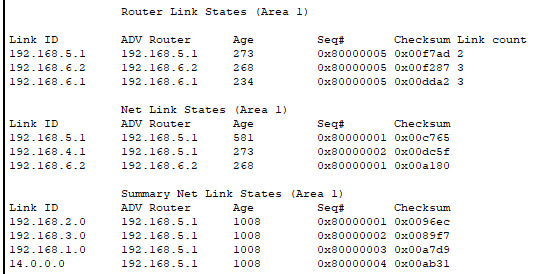 Router Link States (Area 1)
Link ID ADV Router Age Seq# Checksum Link count
192.168.5.1 192.168.5.1 273 0x80000005 0x00f7ad 2
192.168.6.2 192.168.6.2 268 0x80000005 0x00f287 3
192.168.6.1 192.168.6.1 234 0x80000005 0x00dda2 3
Net Link States (Area 1)
Link ID ADV Router Age Seq# Checksum
192.168.5.1 192.168.5.1 581 0x80000001 0x00c765
192.168.4.1 192.168.5.1 273 0x80000002 0x00dc5f
192.168.6.2 192.168.6.2 268 0x80000001 0x00a180
Summary Net Link States (Area 1)
Link ID ADV Router Age Seq# Checksum
192.168.2.0 192.168.5.1 1008 0x80000001 0x0096ec
192.168.3.0 192.168.5.1 1008 0x80000002 0x0089f7
192.168.1.0 192.168.5.1 1008 0x80000003 0x00a7d9
14.0.0.0 192.168.5.1 1008 0x80000004 0x00ab31